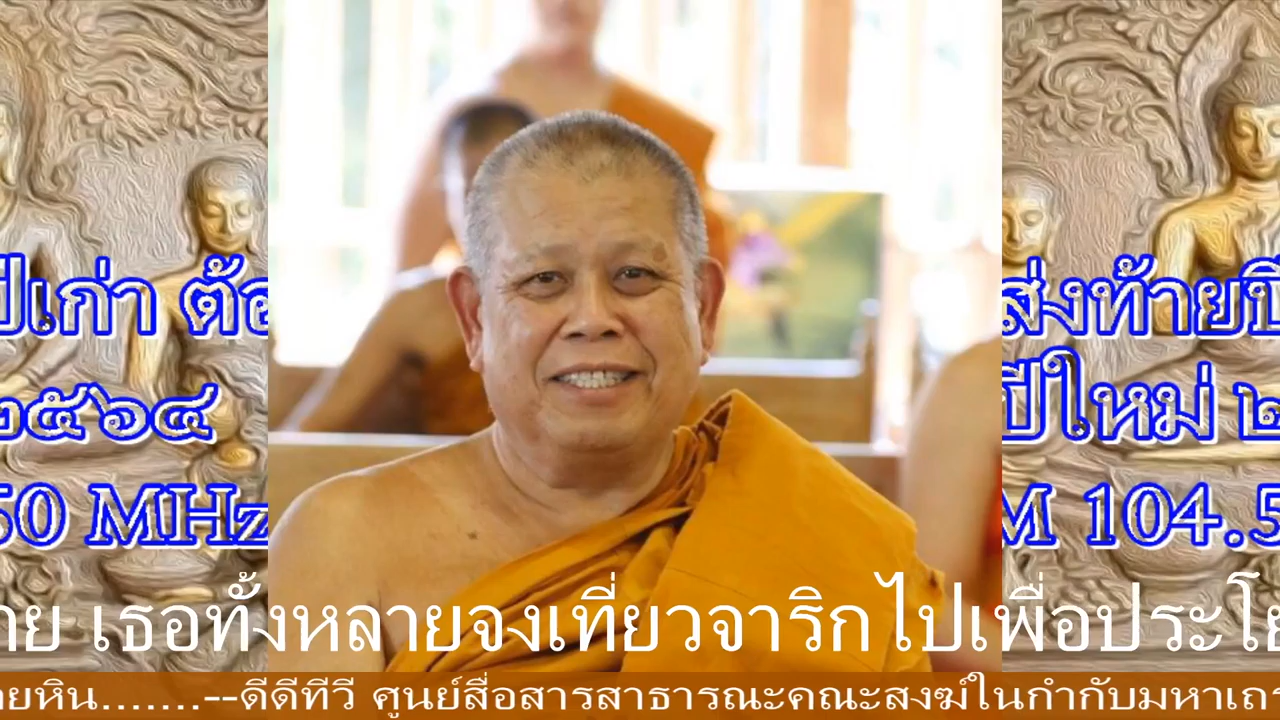 ปีเก่า ต้อ
ส่งท้ายปี
๒๕๖๔
ปีใหม่ ๒
50 MHz
M 104.5
าย เธอทั้งหลายจงเที่ยวจาริกไปเพื่อประโย
ายหิน.......--ดีดีทีวี ศูนย์สื่อสารสาธารณะคณะสงฆ์ในกำกับมหาเถร